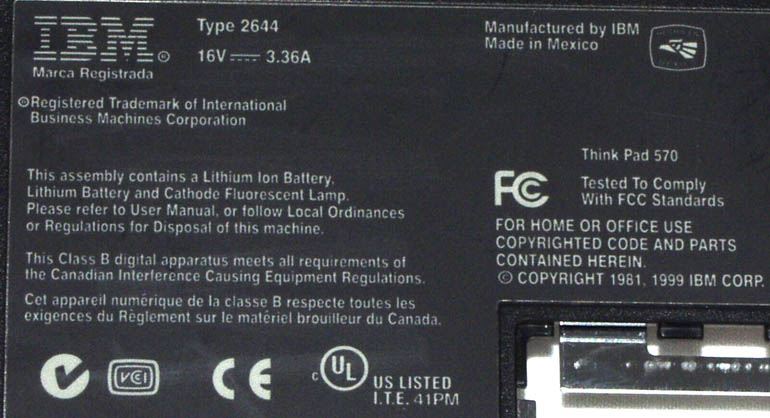 IBM®
Marca Registrada
Type 2644
16V 3.36A
Manufactured by IBM
Made in Mexico
®Registered Trademark of International
Business Machines Corporation
This assembly contains a Lithium Ion Battery,
Lithium Battery and Cathode Fluorescent Lamp.
Please refer to User Manual, or follow Local Ordinances
or Regulations for Disposal of this machine.
This Class B digital apparatus meets all requirements of
the Canadian Interference Causing Equipment Regulations.
Cet appareil numérique de la classe B respecte toutes les
exigences du Règlement sur le matériel brouilleur du Canada.
Think Pad 570
FC
Tested To Comply
With FCC Standards
FOR HOME OR OFFICE USE
COPYRIGHTED CODE AND PARTS
CONTAINED HEREIN.
© COPYRIGHT 1981, 1999 IBM CORP.
VCI
CE
c UL
US LISTED
I.T.E. 41PM